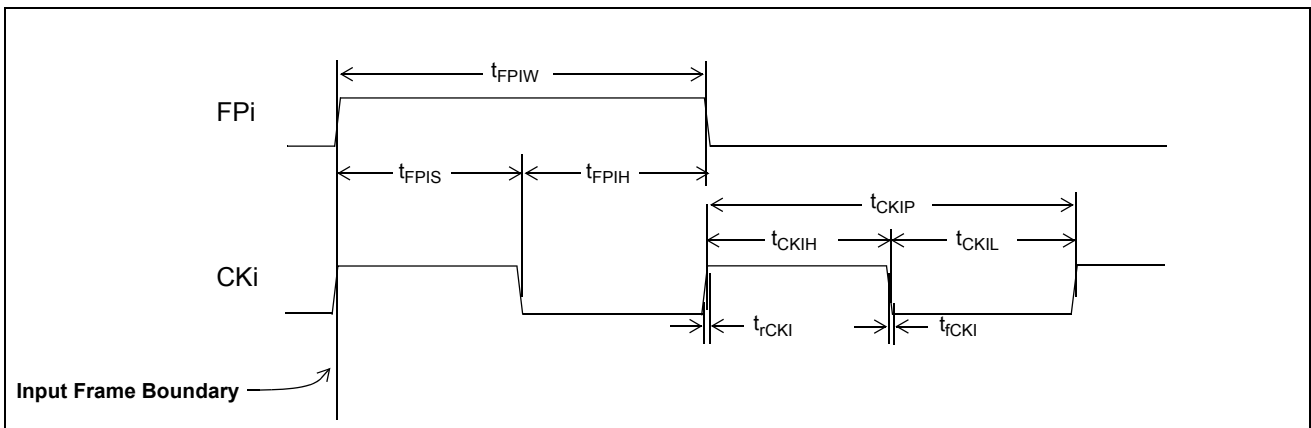 tFPIW
FPi
tFPIS
tFPIH
tCKIP
tCKIH
tCKIL
CKi
trCKI
tfCKI
Input Frame Boundary